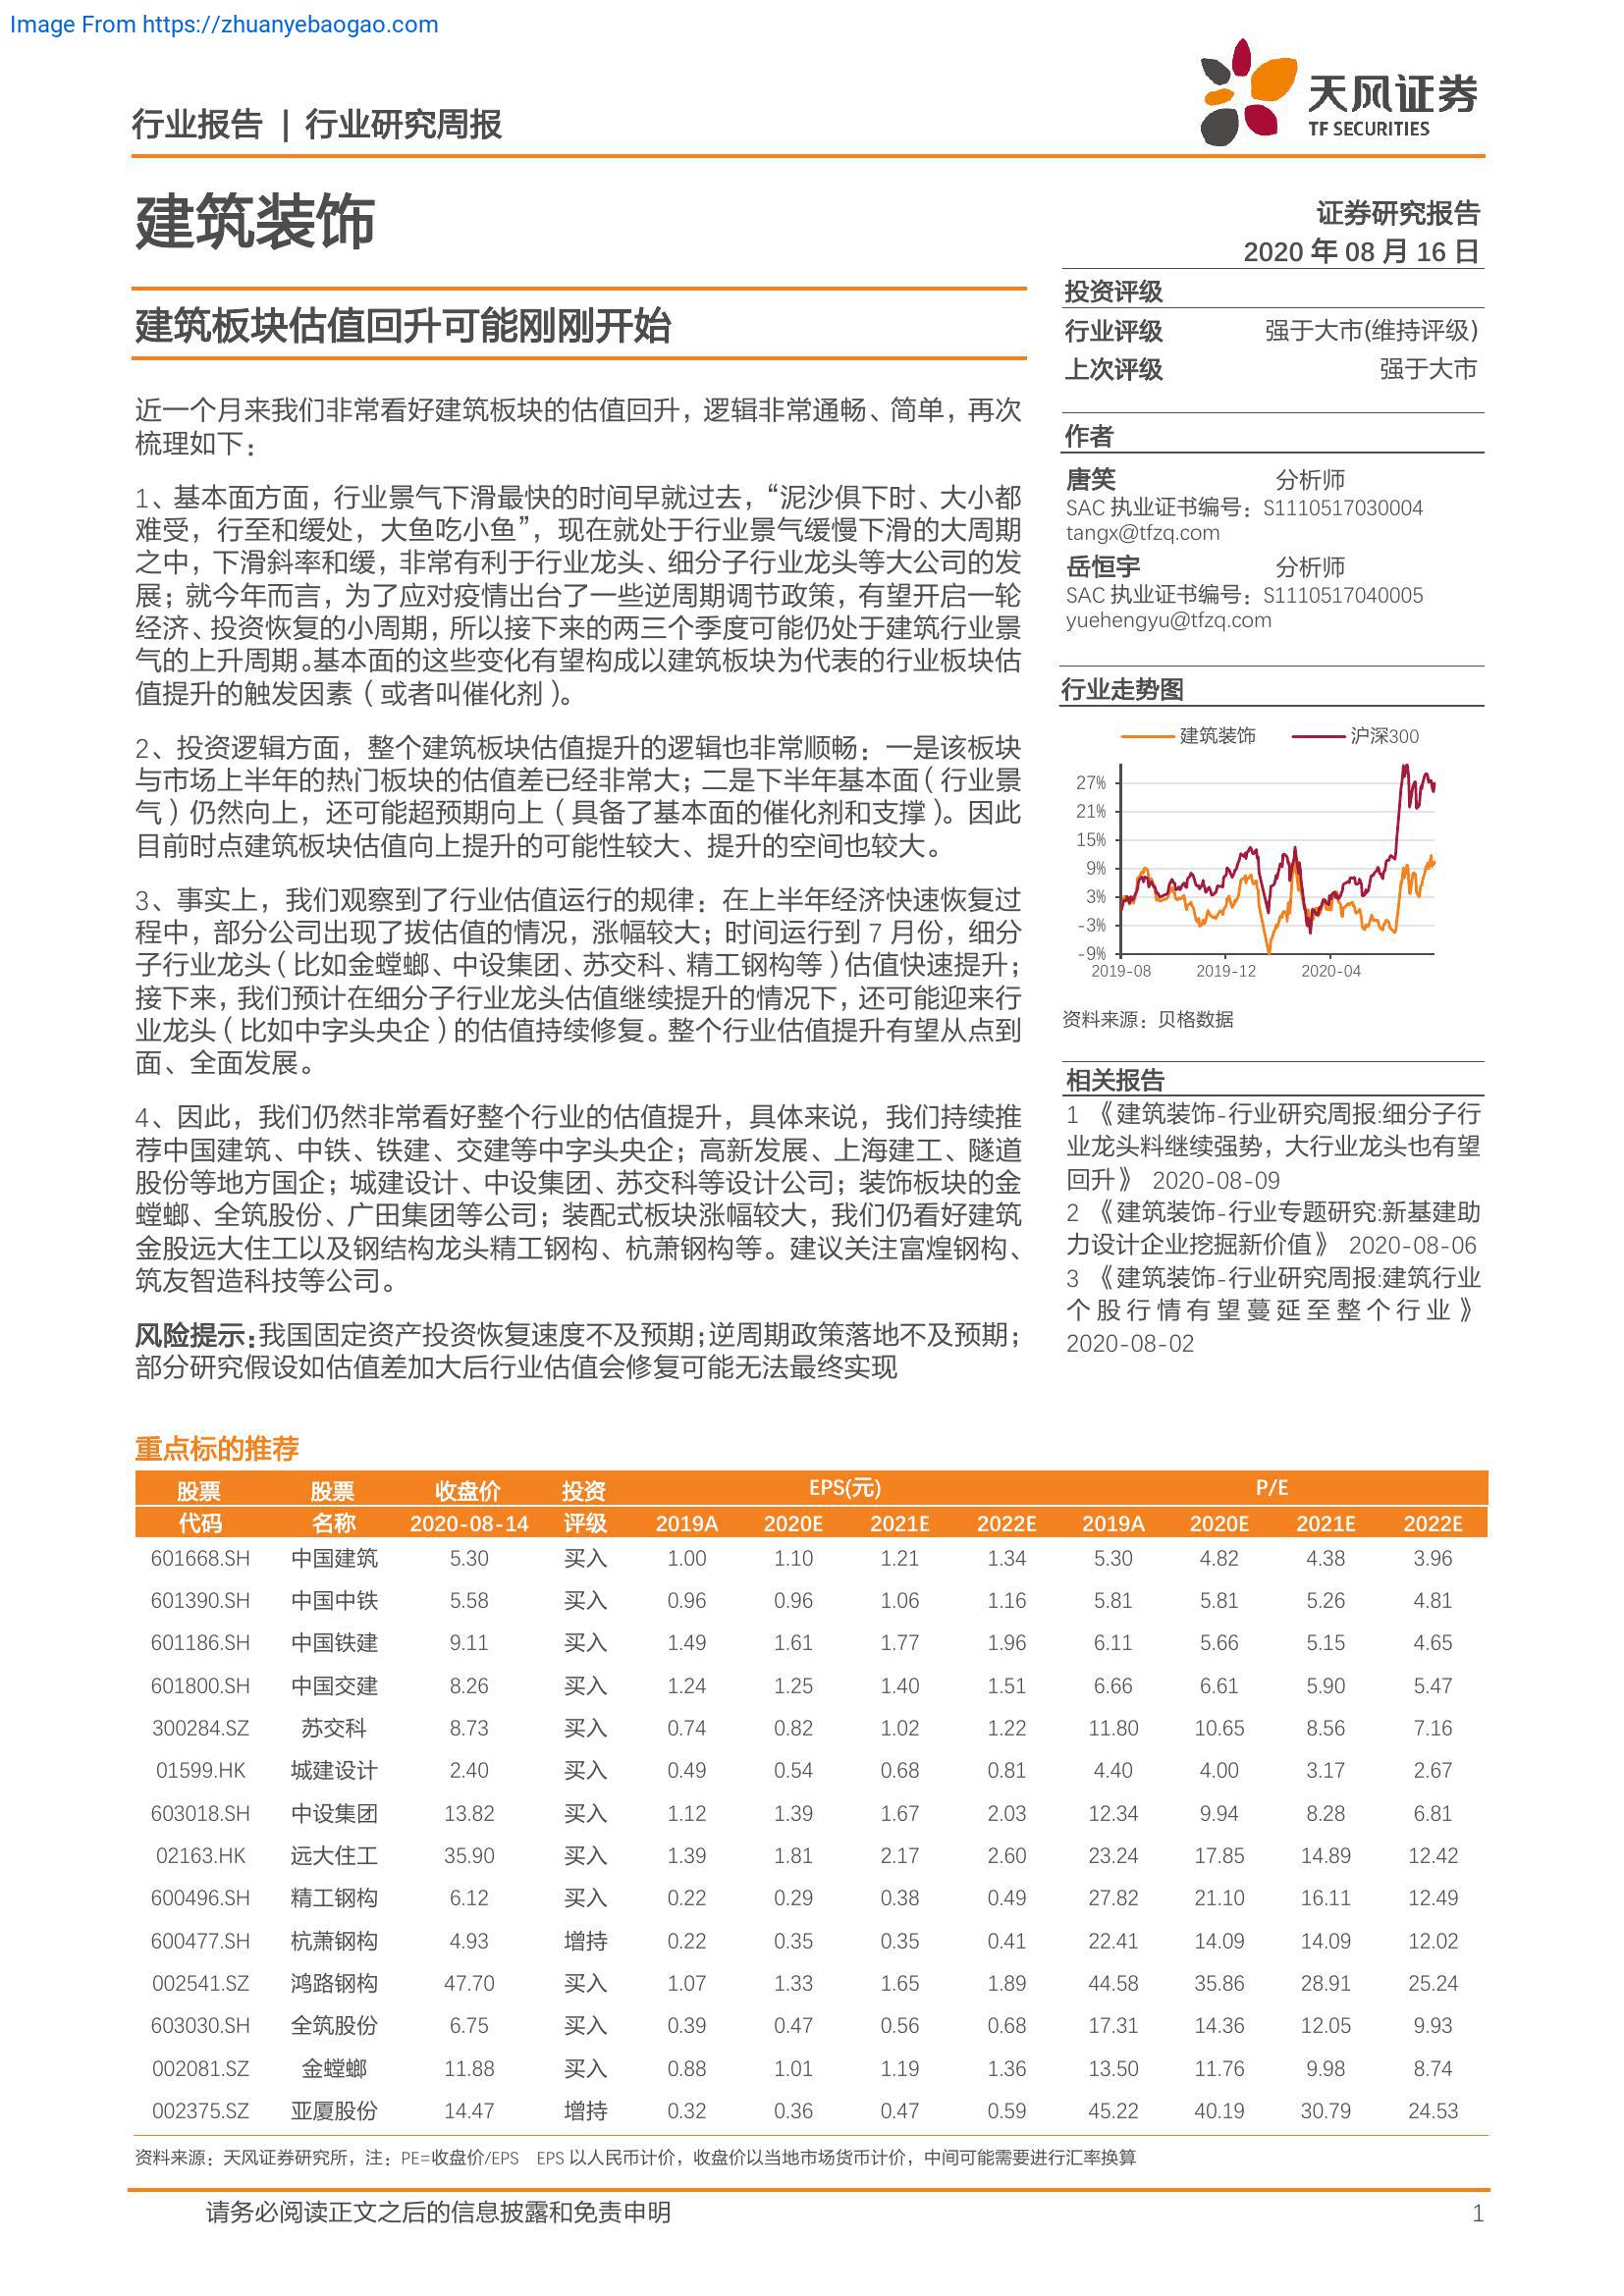 Image From https://zhuanyebaogao.com
行业报告 | 行业研究周报
天风证券
TF SECURITIES
建筑装饰
证券研究报告
2020 年 08 月 16 日
建筑板块估值回升可能刚刚开始
近一个月来我们非常看好建筑板块的估值回升，逻辑非常通畅、简单，再次
梳理如下：
1、基本面方面，行业景气下滑最快的时间早就过去，“泥沙俱下时、大小都
难受，行至和缓处，大鱼吃小鱼”，现在就处于行业景气缓慢下滑的大周期
之中，下滑斜率和缓，非常有利于行业龙头、细分子行业龙头等大公司的发
展；就今年而言，为了应对疫情出台了一些逆周期调节政策，有望开启一轮
经济、投资恢复的小周期，所以接下来的两三个季度可能仍处于建筑行业景
气的上升周期。基本面的这些变化有望构成以建筑板块为代表的行业板块估
值提升的触发因素（或者叫催化剂）。
2、投资逻辑方面，整个建筑板块估值提升的逻辑也非常顺畅：一是该板块
与市场上半年的热门板块的估值差已经非常大；二是下半年基本面（行业景
气）仍然向上，还可能超预期向上（具备了基本面的催化剂和支撑）。因此
目前时点建筑板块估值向上提升的可能性较大、提升的空间也较大。
3、事实上，我们观察到了行业估值运行的规律：在上半年经济快速恢复过
程中，部分公司出现了拔估值的情况，涨幅较大；时间运行到 7 月份，细分
子行业龙头（比如金螳螂、中设集团、苏交科、精工钢构等）估值快速提升；
接下来，我们预计在细分子行业龙头估值继续提升的情况下，还可能迎来行
业龙头（比如中字头央企）的估值持续修复。整个行业估值提升有望从点到
面、全面发展。
4、因此，我们仍然非常看好整个行业的估值提升，具体来说，我们持续推
荐中国建筑、中铁、铁建、交建等中字头央企；高新发展、上海建工、隧道
股份等地方国企；城建设计、中设集团、苏交科等设计公司；装饰板块的金
螳螂、全筑股份、广田集团等公司；装配式板块涨幅较大，我们仍看好建筑
金股远大住工以及钢结构龙头精工钢构、杭萧钢构等。建议关注富煌钢构、
筑友智造科技等公司。
风险提示：我国固定资产投资恢复速度不及预期；逆周期政策落地不及预期；
部分研究假设如估值差加大后行业估值会修复可能无法最终实现
投资评级
行业评级 强于大市(维持评级)
上次评级 强于大市
作者
唐笑 分析师
SAC 执业证书编号：S1110517030004
tangx@tfzq.com
岳恒宇 分析师
SAC 执业证书编号：S1110517040005
yuehengyu@tfzq.com
行业走势图
建筑装饰 沪深300
27%
21%
15%
9%
3%
-3%
-9%
2019-08 2019-12 2020-04
资料来源：贝格数据
相关报告
1 《建筑装饰-行业研究周报:细分子行
业龙头料继续强势，大行业龙头也有望
回升》 2020-08-09
2 《建筑装饰-行业专题研究:新基建助
力设计企业挖掘新价值》 2020-08-06
3 《建筑装饰-行业研究周报:建筑行业
个股行情有望蔓延至整个行业》
2020-08-02
重点标的推荐
股票 股票 收盘价 投资 EPS(元) P/E
代码 名称 2020-08-14 评级 2019A 2020E 2021E 2022E 2019A 2020E 2021E 2022E
601668.SH 中国建筑 5.30 买入 1.00 1.10 1.21 1.34 5.30 4.82 4.38 3.96
601390.SH 中国中铁 5.58 买入 0.96 0.96 1.06 1.16 5.81 5.81 5.26 4.81
601186.SH 中国铁建 9.11 买入 1.49 1.61 1.77 1.96 6.11 5.66 5.15 4.65
601800.SH 中国交建 8.26 买入 1.24 1.25 1.40 1.51 6.66 6.61 5.90 5.47
300284.SZ 苏交科 8.73 买入 0.74 0.82 1.02 1.22 11.80 10.65 8.56 7.16
01599.HK 城建设计 2.40 买入 0.49 0.54 0.68 0.81 4.40 4.00 3.17 2.67
603018.SH 中设集团 13.82 买入 1.12 1.39 1.67 2.03 12.34 9.94 8.28 6.81
02163.HK 远大住工 35.90 买入 1.39 1.81 2.17 2.60 23.24 17.85 14.89 12.42
600496.SH 精工钢构 6.12 买入 0.22 0.29 0.38 0.49 27.82 21.10 16.11 12.49
600477.SH 杭萧钢构 4.93 增持 0.22 0.35 0.35 0.41 22.41 14.09 14.09 12.02
002541.SZ 鸿路钢构 47.70 买入 1.07 1.33 1.65 1.89 44.58 35.86 28.91 25.24
603030.SH 全筑股份 6.75 买入 0.39 0.47 0.56 0.68 17.31 14.36 12.05 9.93
002081.SZ 金螳螂 11.88 买入 0.88 1.01 1.19 1.36 13.50 11.76 9.98 8.74
002375.SZ 亚厦股份 14.47 增持 0.32 0.36 0.47 0.59 45.22 40.19 30.79 24.53
资料来源：天风证券研究所，注：PE=收盘价/EPS EPS 以人民币计价，收盘价以当地市场货币计价，中间可能需要进行汇率换算
请务必阅读正文之后的信息披露和免责申明 1